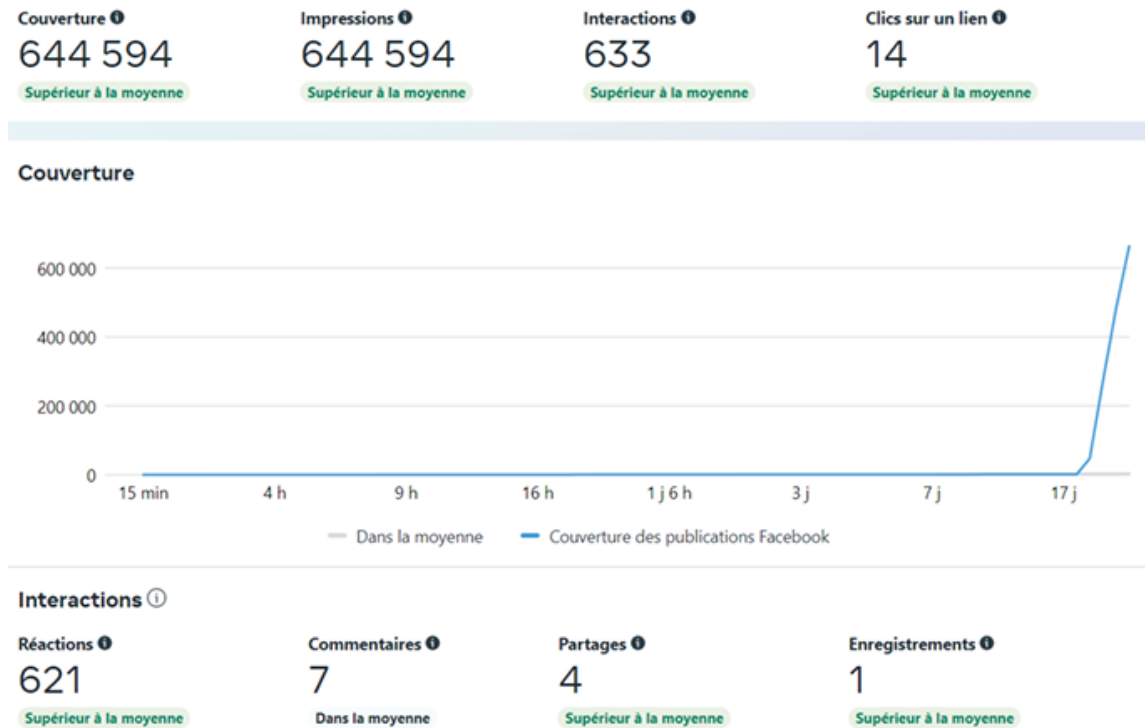 Couverture Impressions Interactions Clics sur un lien
644 594 644 594 633 14
Supérieur à la moyenne Supérieur à la moyenne Supérieur à la moyenne Supérieur à la moyenne
Couverture
600 000
400 000
200 000
0
15 min 4 h 9 h 16 h 1 j 6 h 3 j 7 j 17 j
Dans la moyenne Couverture des publications Facebook
Interactions
Réactions Commentaires Partages Enregistrements
621 7 4 1
Supérieur à la moyenne Dans la moyenne Supérieur à la moyenne Supérieur à la moyenne